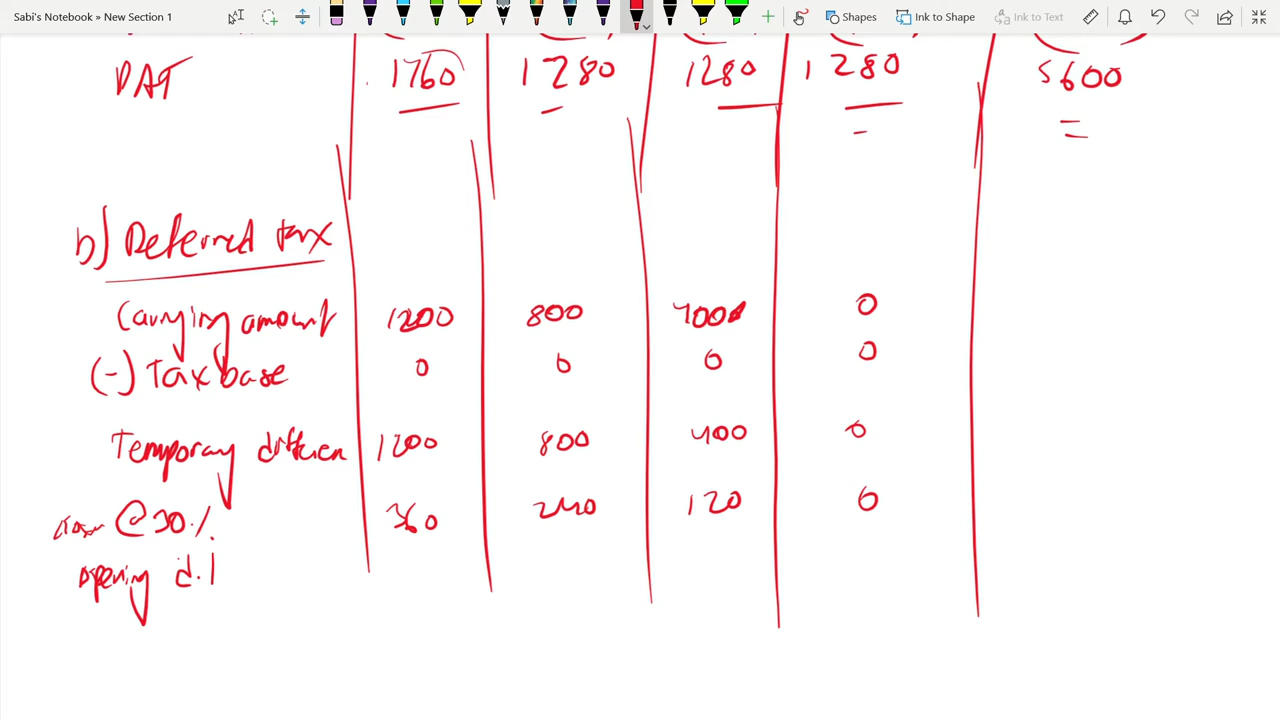 Sabi's Notebook » New Section 1
Shapes
Ink to Shape
Ink to Text
PAT 1760 1280 1280 1280 5600
b) Deferred tax
Carrying amount 1200 800 400 0
(-) Tax base 0 0 0 0
Temporary differen 1200 800 400 0
@ 30% 360 240 120 0
opening d.l